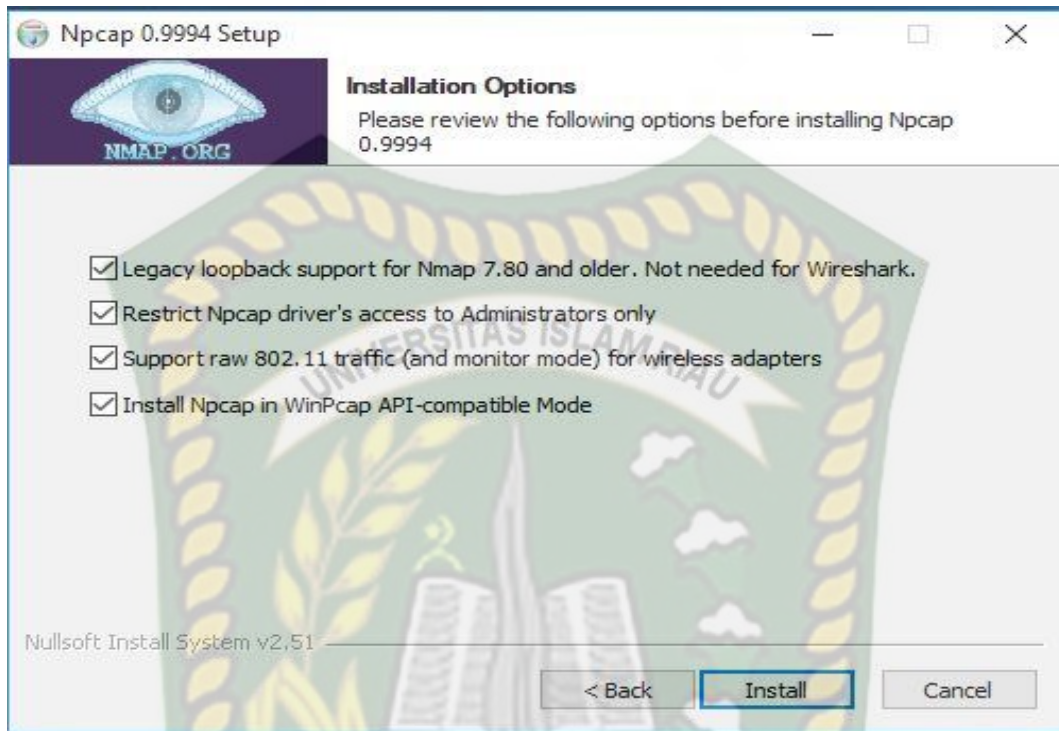 Npcap 0.9994 Setup
NMAP.ORG
Installation Options
Please review the following options before installing Npcap
0.9994
Legacy loopback support for Nmap 7.80 and older. Not needed for Wireshark.
Restrict Npcap driver's access to Administrators only
Support raw 802.11 traffic (and monitor mode) for wireless adapters
Install Npcap in WinPcap API-compatible Mode
UNIVERSITAS ISLAM RIAU
Nullsoft Install System v2.51
< Back
Install
Cancel